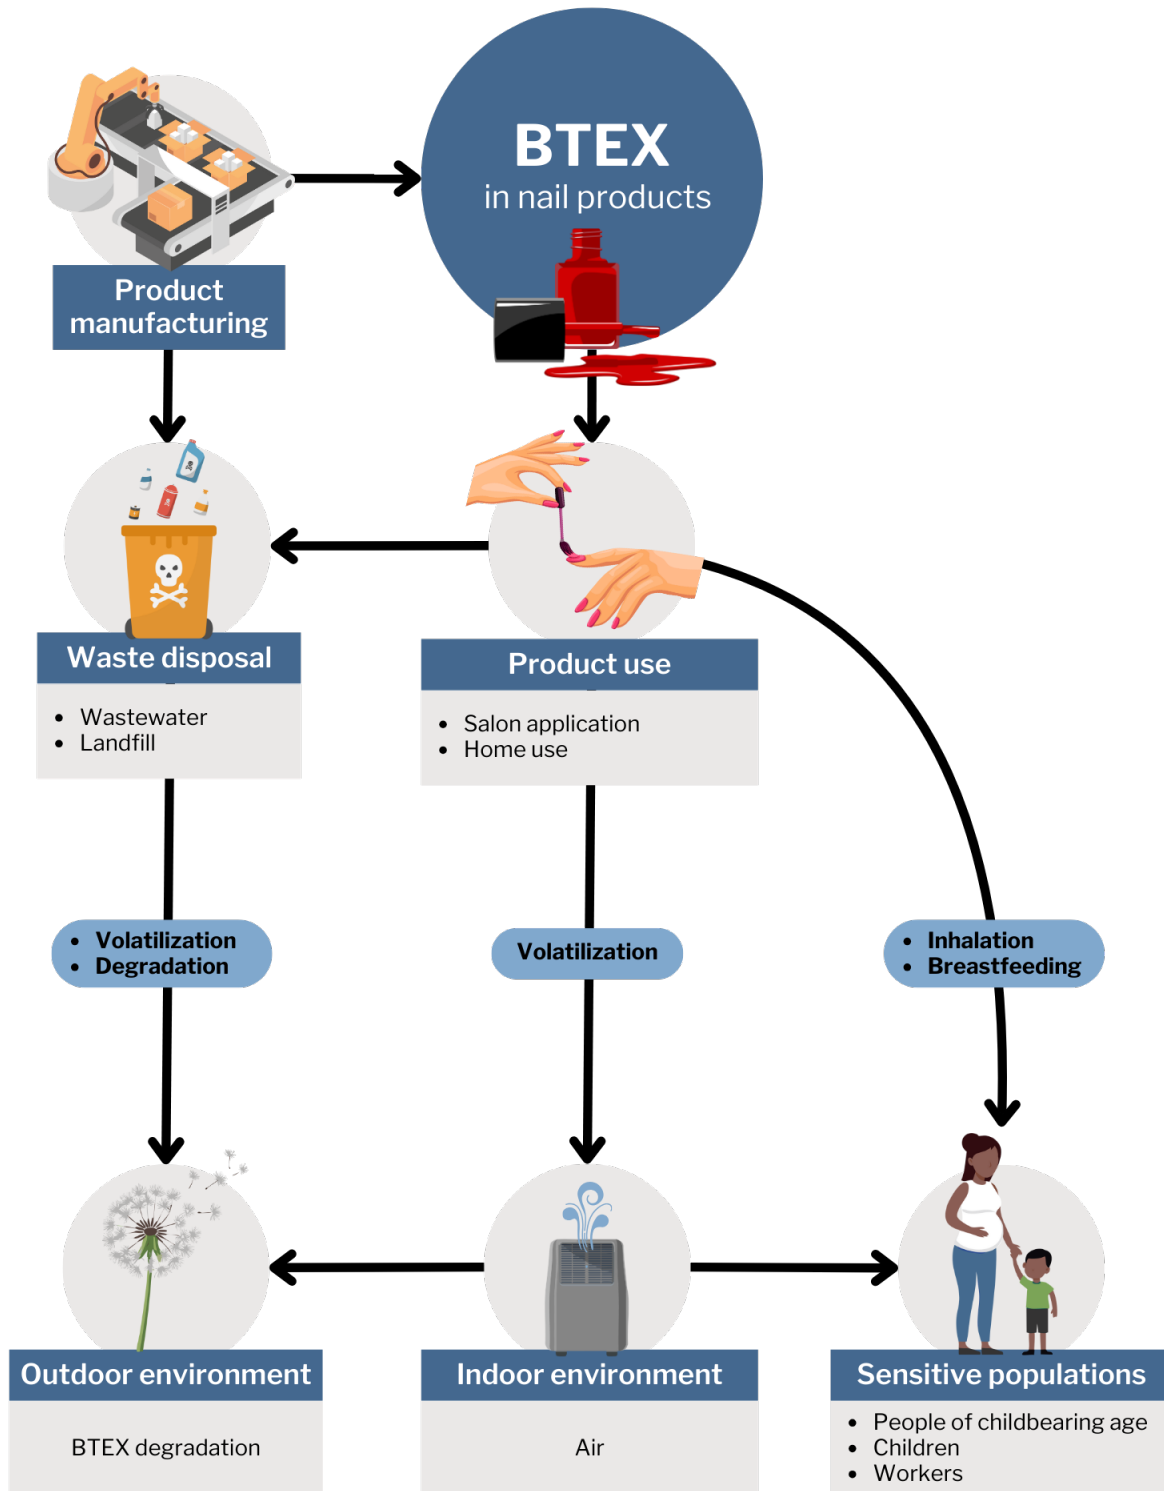 BTEX
in nail products
Product
manufacturing
Waste disposal
• Wastewater
• Landfill
Product use
• Salon application
• Home use
• Volatilization
• Degradation
Volatilization
• Inhalation
• Breastfeeding
Outdoor environment
BTEX degradation
Indoor environment
Air
Sensitive populations
• People of childbearing age
• Children
• Workers